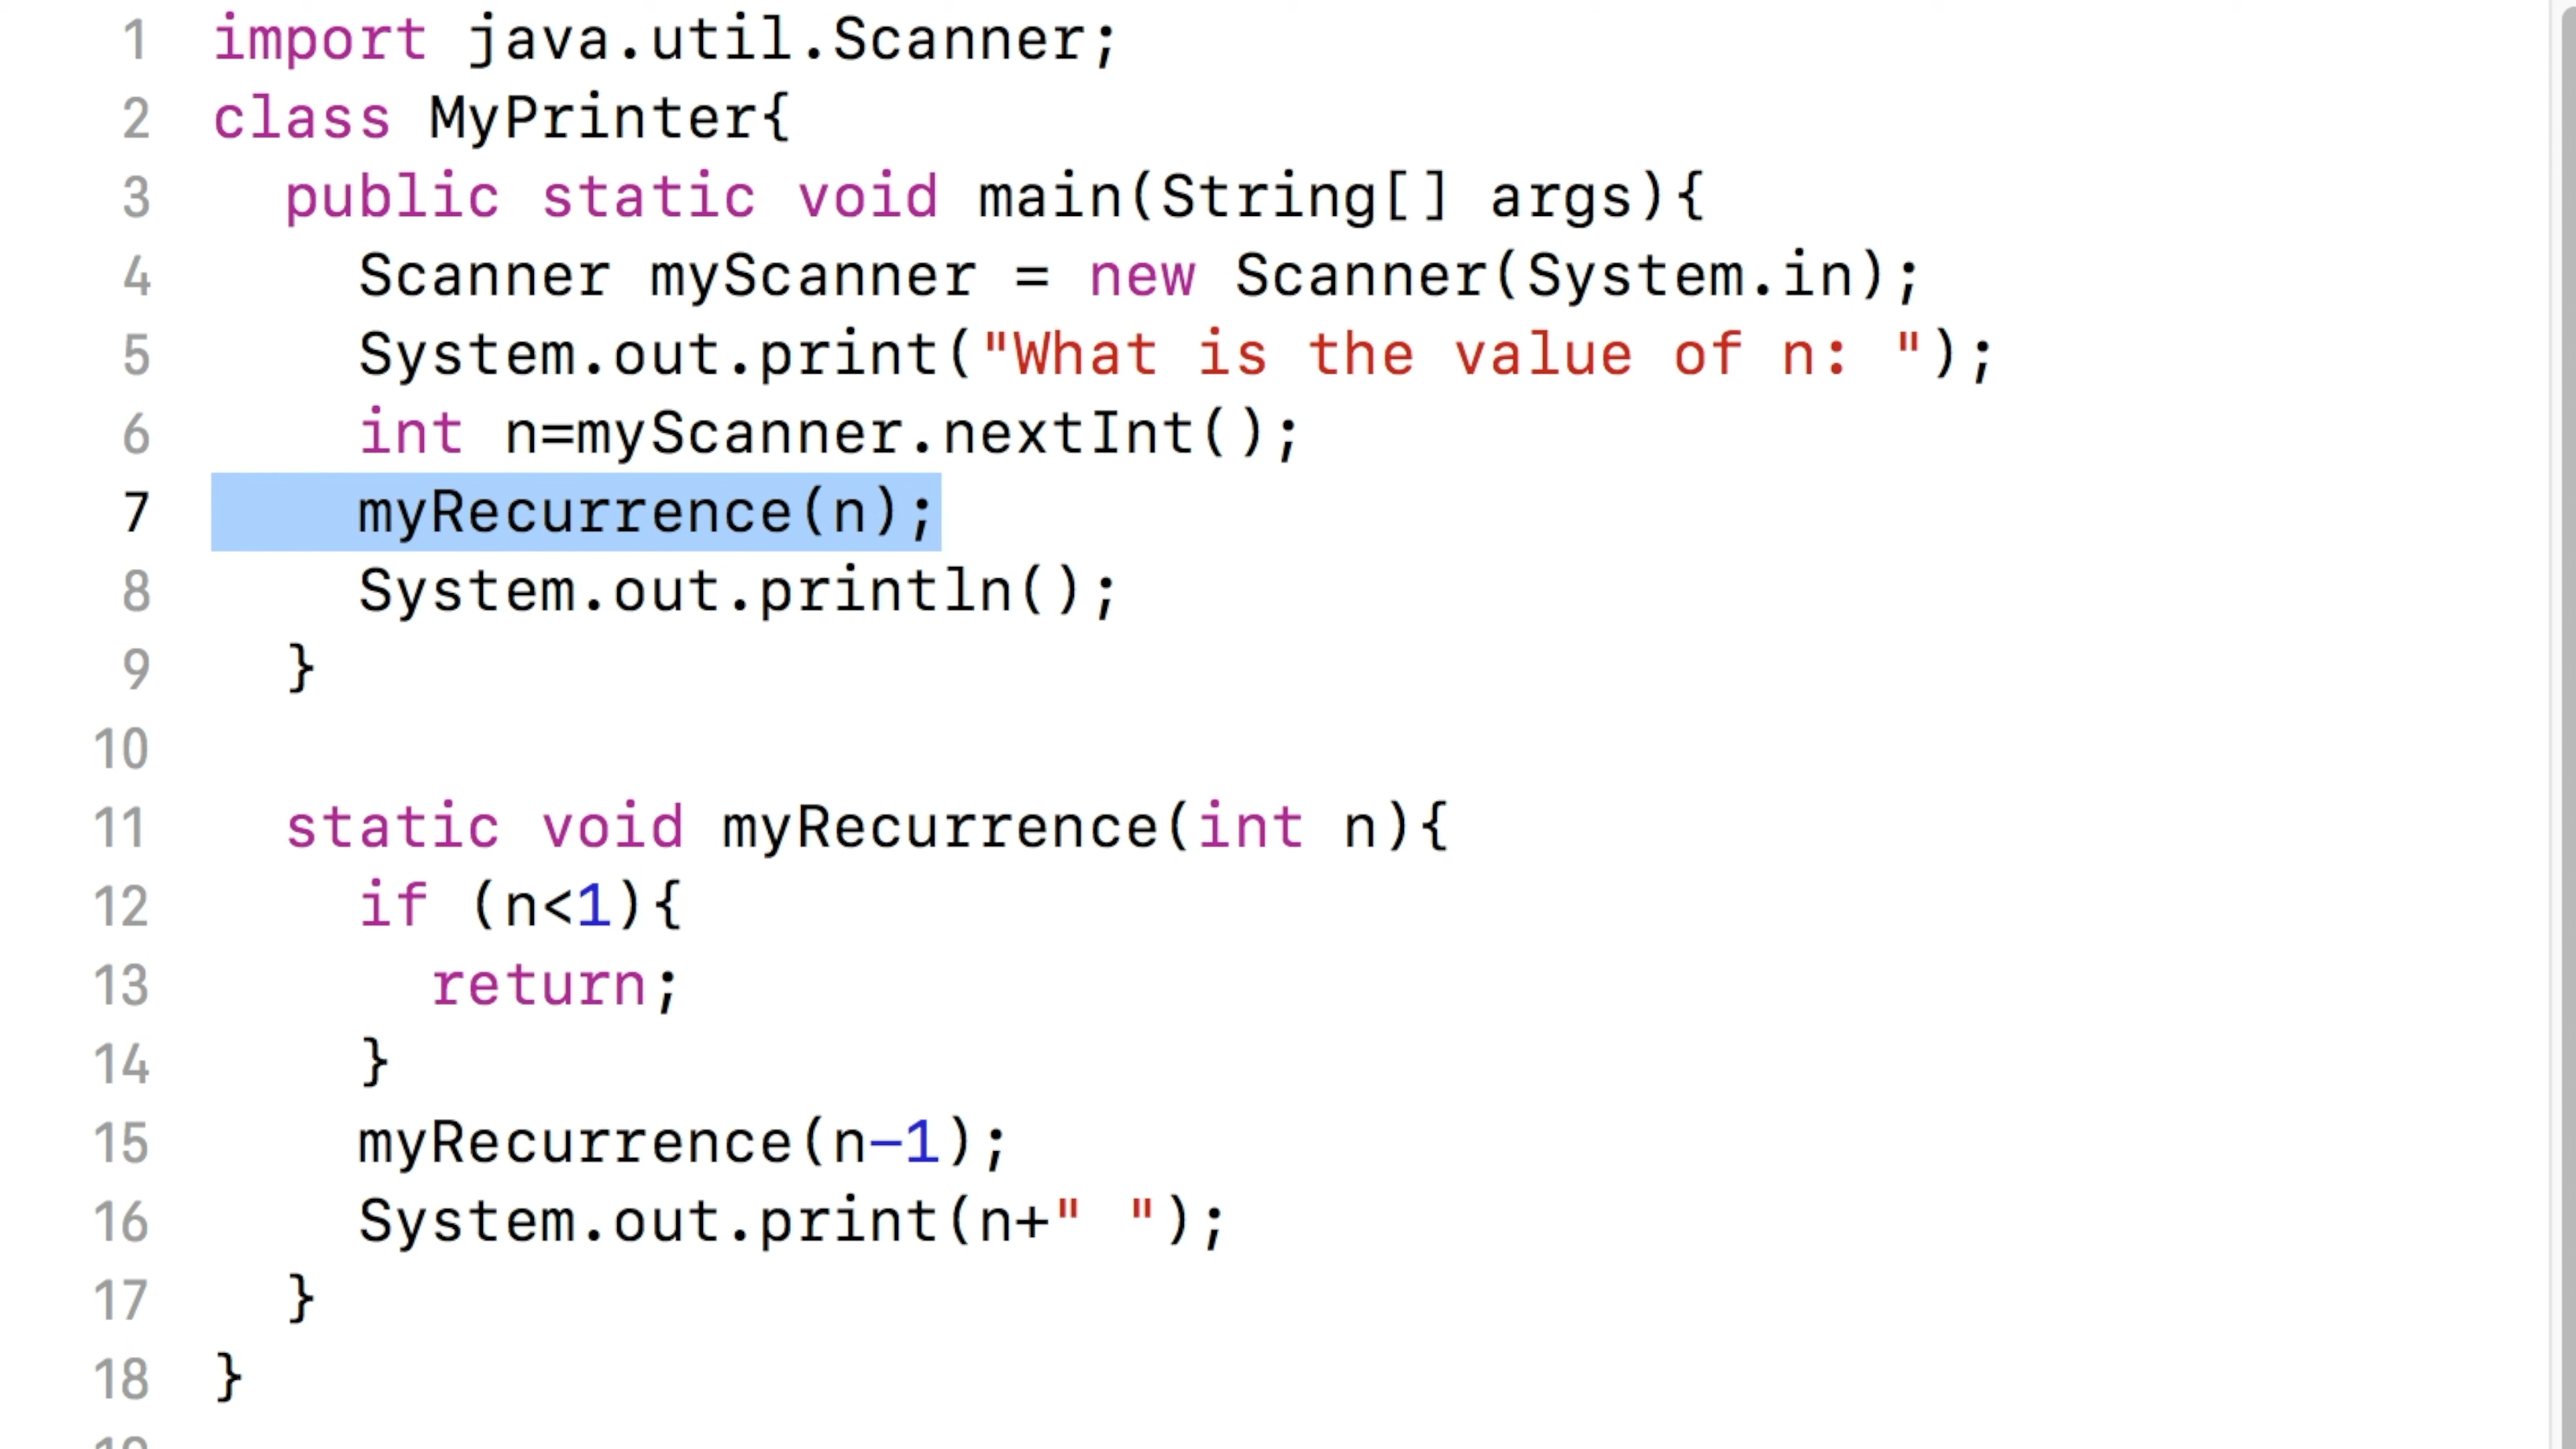 1 import java.util.Scanner;
2 class MyPrinter{
3 public static void main(String[] args){
4 Scanner myScanner = new Scanner(System.in);
5 System.out.print("What is the value of n: ");
6 int n=myScanner.nextInt();
7 myRecurrence(n);
8 System.out.println();
9 }
10
11 static void myRecurrence(int n){
12 if (n<1){
13 return;
14 }
15 myRecurrence(n-1);
16 System.out.print(n+" ");
17 }
18 }